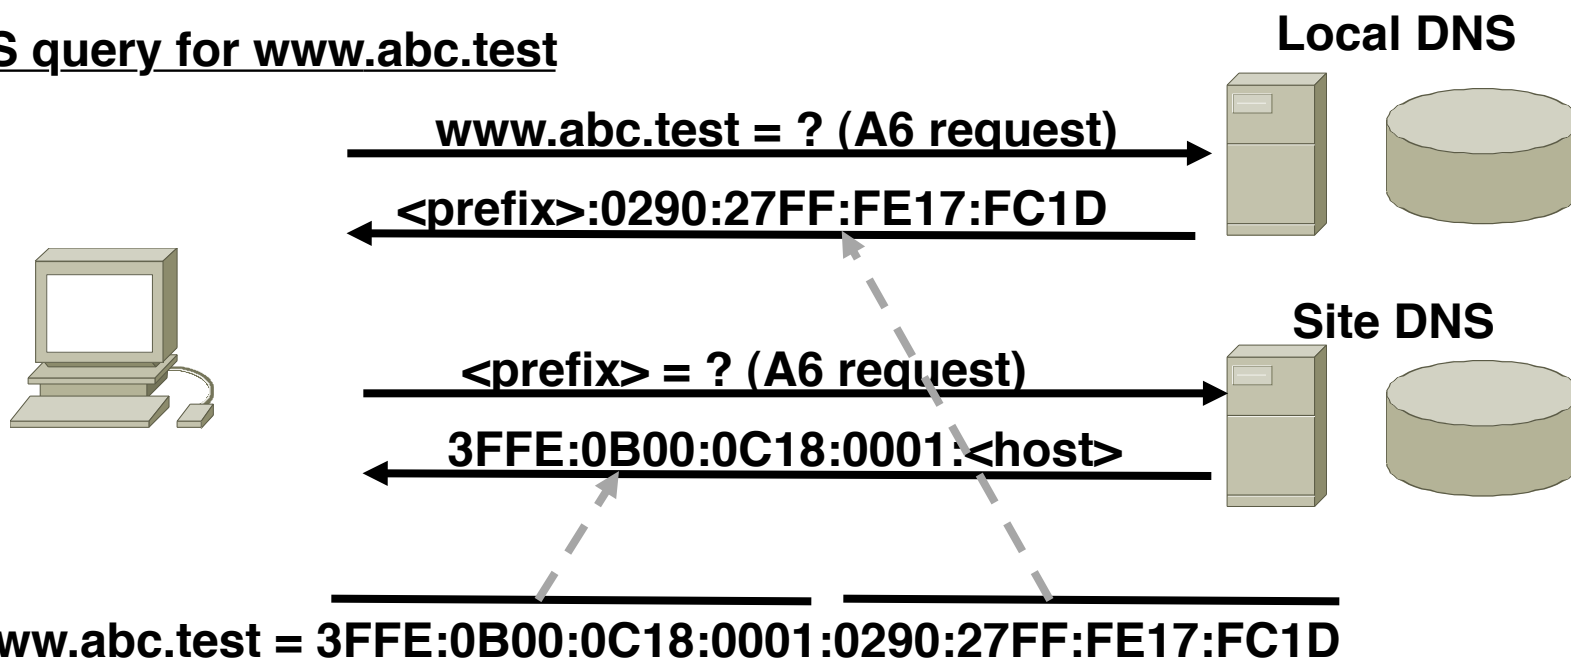 S query for www.abc.test
Local DNS
www.abc.test = ? (A6 request)
<prefix>:0290:27FF:FE17:FC1D
Site DNS
<prefix> = ? (A6 request)
3FFE:0B00:0C18:0001:<host>
ww.abc.test = 3FFE:0B00:0C18:0001:0290:27FF:FE17:FC1D